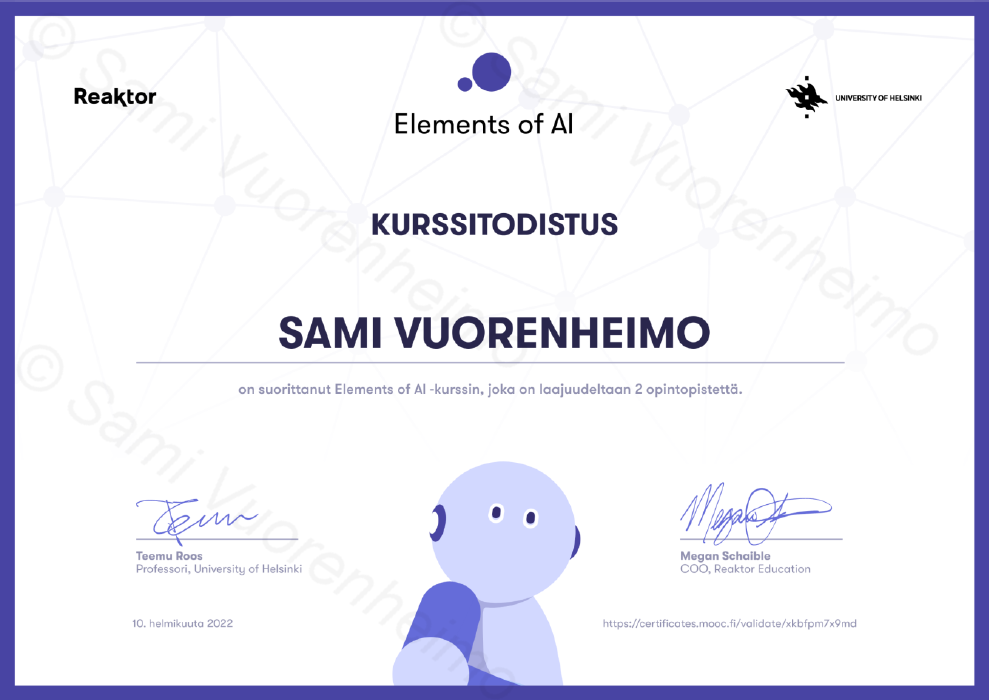 Reaktor
Elements of AI
UNIVERSITY OF HELSINKI
KURSSITODISTUS
SAMI VUORENHEIMO
on suorittanut Elements of AI -kurssin, joka on laajuudeltaan 2 opintopistettä.
Teemu Roos
Professori, University of Helsinki
Megan Schaible
COO, Reaktor Education
10. helmikuuta 2022
https://certificates.mooc.fi/validate/xkbfpm7x9md
© Sami Vuorenheimo
© Sami Vuorenheimo
© Sami Vuorenheimo